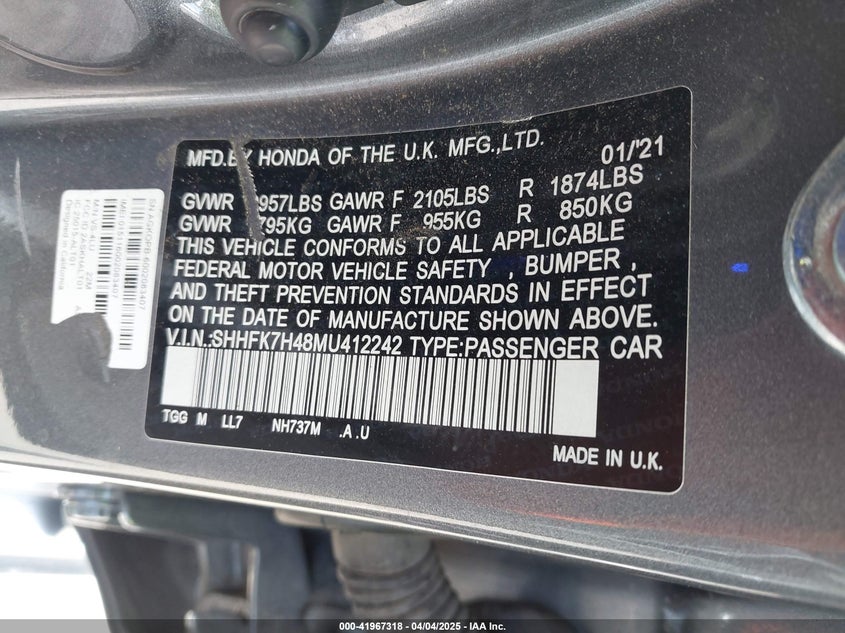 MFD.BY HONDA OF THE U.K. MFG.,LTD. 01/'21
GVWR 957LBS GAWR F 2105LBS R 1874LBS
GVWR 795KG GAWR F 955KG R 850KG
THIS VEHICLE CONFORMS TO ALL APPLICABLE
FEDERAL MOTOR VEHICLE SAFETY , BUMPER ,
AND THEFT PREVENTION STANDARDS IN EFFECT
ON THE DATE OF MANUFACTURE SHOWN ABOVE.
V.I.N.:SHHFK7H48MU412242 TYPE:PASSENGER CAR
TGG M LL7 NH737M .A .U
MADE IN U.K.
Designed in California
000-41967318 - 04/04/2025 - IAA Inc.